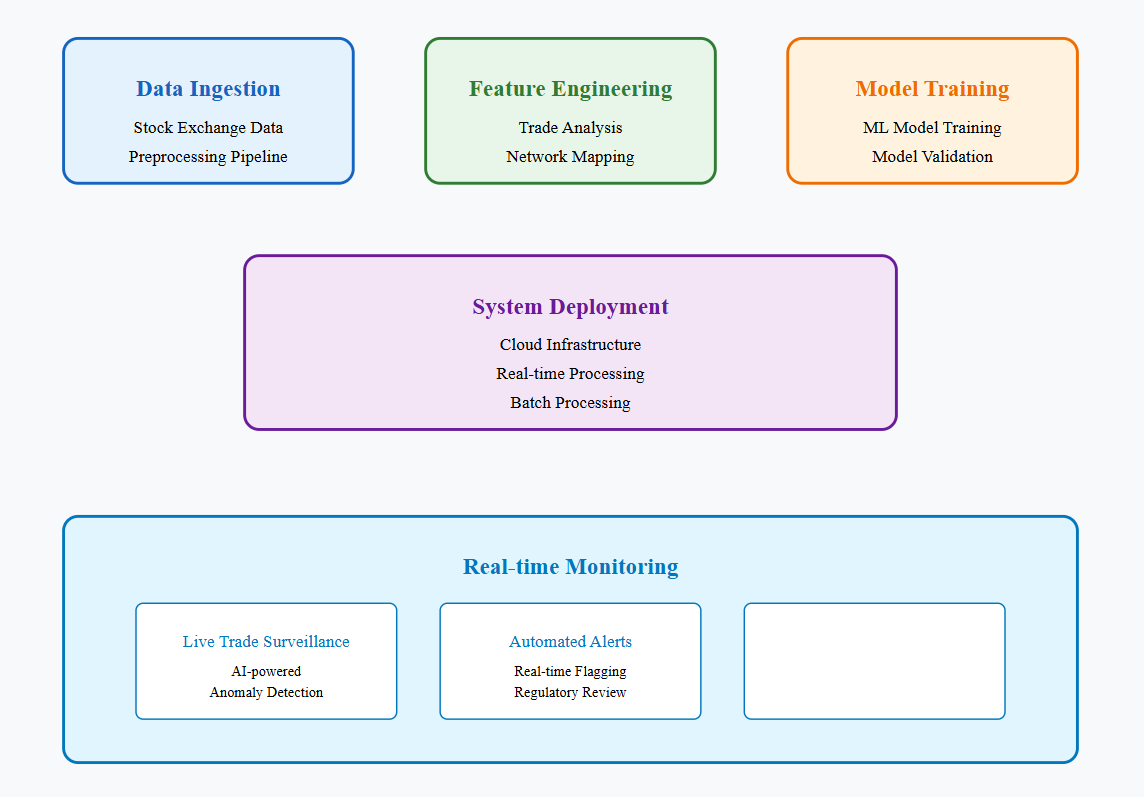 Data Ingestion
Stock Exchange Data
Preprocessing Pipeline
Feature Engineering
Trade Analysis
Network Mapping
Model Training
ML Model Training
Model Validation
System Deployment
Cloud Infrastructure
Real-time Processing
Batch Processing
Real-time Monitoring
Live Trade Surveillance
AI-powered
Anomaly Detection
Automated Alerts
Real-time Flagging
Regulatory Review